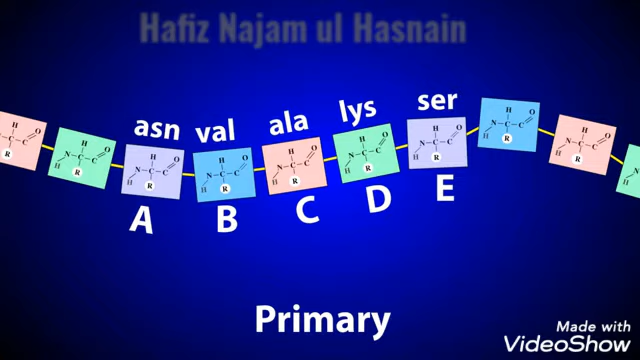 Hafiz Najam ul Hasnain
asn val ala lys ser
H H H H H H H
C O N C C O N C C O N C C O N C C O N C C O N C C O N C C O N C C O N
R H R H R H R H R H R H R H R H
A B C D E
Primary
Made with
VideoShow